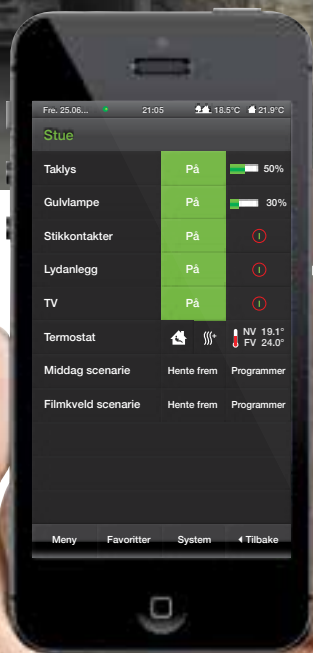 Fre. 25.06... 21:05 18.5°C 21.9°C
Stue
Taklys På 50%
Gulvlampe På 30%
Stikkontakter På
Lydanlegg På
TV På
Termostat NV 19.1°
FV 24.0°
Middag scenarie Hente frem Programmer
Filmkveld scenarie Hente frem Programmer
Meny Favoritter System Tilbake